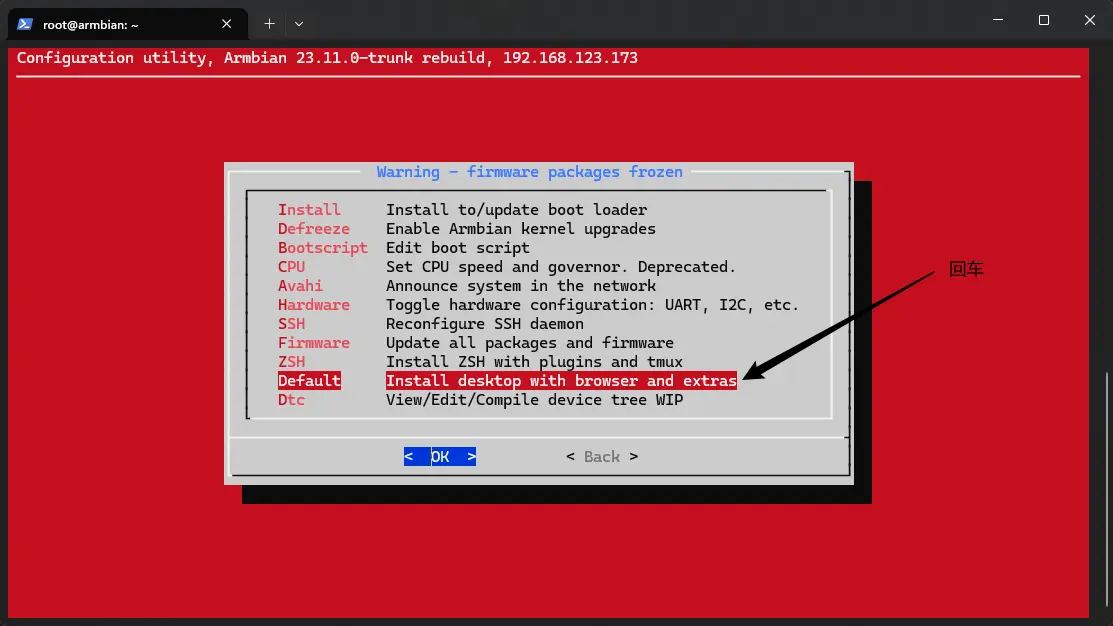 root@armbian: ~
Configuration utility, Armbian 23.11.0-trunk rebuild, 192.168.123.173
Warning - firmware packages frozen
Install Install to/update boot loader
Defreeze Enable Armbian kernel upgrades
Bootscript Edit boot script
CPU Set CPU speed and governor. Deprecated.
Avahi Announce system in the network
Hardware Toggle hardware configuration: UART, I2C, etc.
SSH Reconfigure SSH daemon
Firmware Update all packages and firmware
ZSH Install ZSH with plugins and tmux
Default Install desktop with browser and extras
Dtc View/Edit/Compile device tree WIP
回车
< OK > < Back >